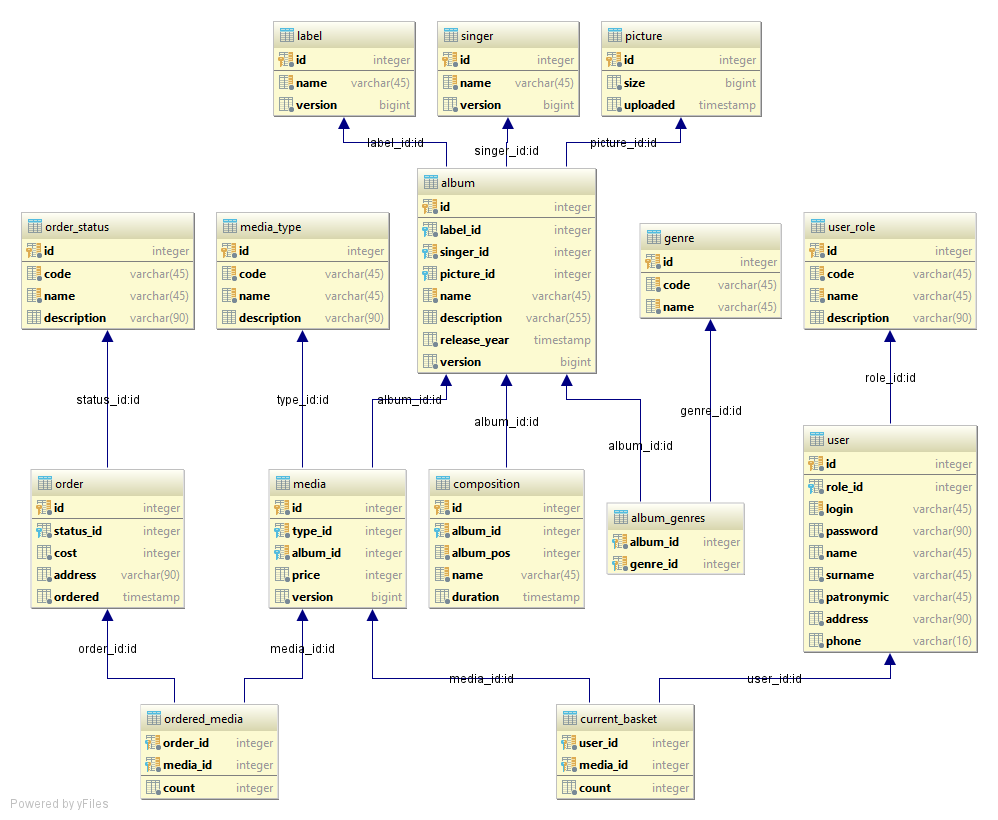 label
id integer
name varchar(45)
version bigint
singer
id integer
name varchar(45)
version bigint
picture
id integer
size bigint
uploaded timestamp
label_id:id
singer_id:id
picture_id:id
album
id integer
label_id integer
singer_id integer
picture_id integer
name varchar(45)
description varchar(255)
release_year timestamp
version bigint
order_status
id integer
code varchar(45)
name varchar(45)
description varchar(90)
media_type
id integer
code varchar(45)
name varchar(45)
description varchar(90)
genre
id integer
code varchar(45)
name varchar(45)
user_role
id integer
code varchar(45)
name varchar(45)
description varchar(90)
status_id:id
type_id:id
album_id:id
album_id:id
album_id:id
genre_id:id
role_id:id
order
id integer
status_id integer
cost integer
address varchar(90)
ordered timestamp
media
id integer
type_id integer
album_id integer
price integer
version bigint
composition
id integer
album_id integer
album_pos integer
name varchar(45)
duration timestamp
album_genres
album_id integer
genre_id integer
user
id integer
role_id integer
login varchar(45)
password varchar(90)
name varchar(45)
surname varchar(45)
patronymic varchar(45)
address varchar(90)
phone varchar(16)
order_id:id
media_id:id
media_id:id
user_id:id
ordered_media
order_id integer
media_id integer
count integer
current_basket
user_id integer
media_id integer
count integer
Powered by yFiles